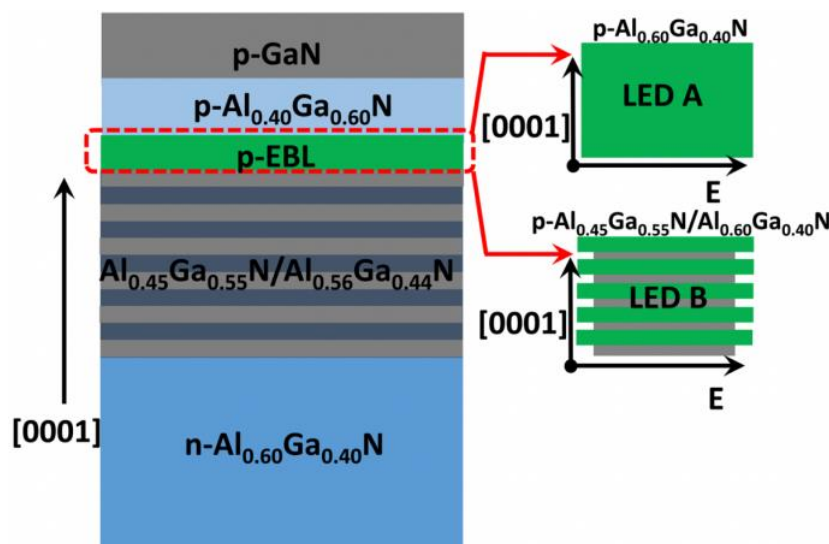 p-GaN
p-Al0.40Ga0.60N
p-EBL
Al0.45Ga0.55N/Al0.56Ga0.44N
n-Al0.60Ga0.40N
[0001]
p-Al0.60Ga0.40N
LED A
[0001]
E
p-Al0.45Ga0.55N/Al0.60Ga0.40N
LED B
[0001]
E